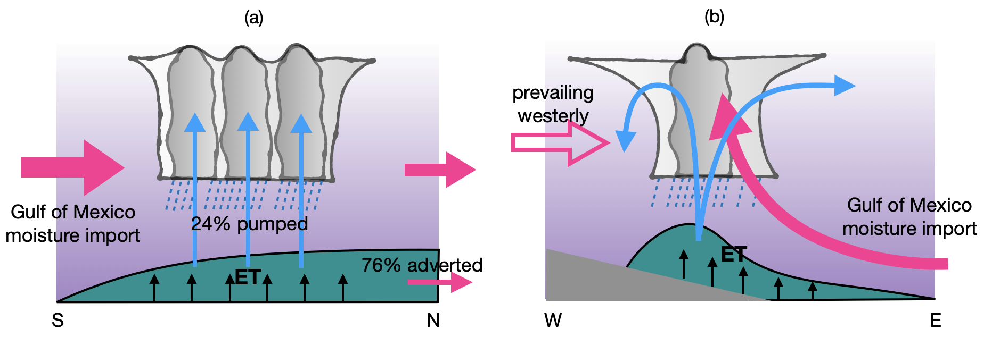 (a)
Gulf of Mexico
moisture import
24% pumped
76% adverted
ET
S
N
(b)
prevailing
westerly
Gulf of Mexico
moisture import
ET
W
E